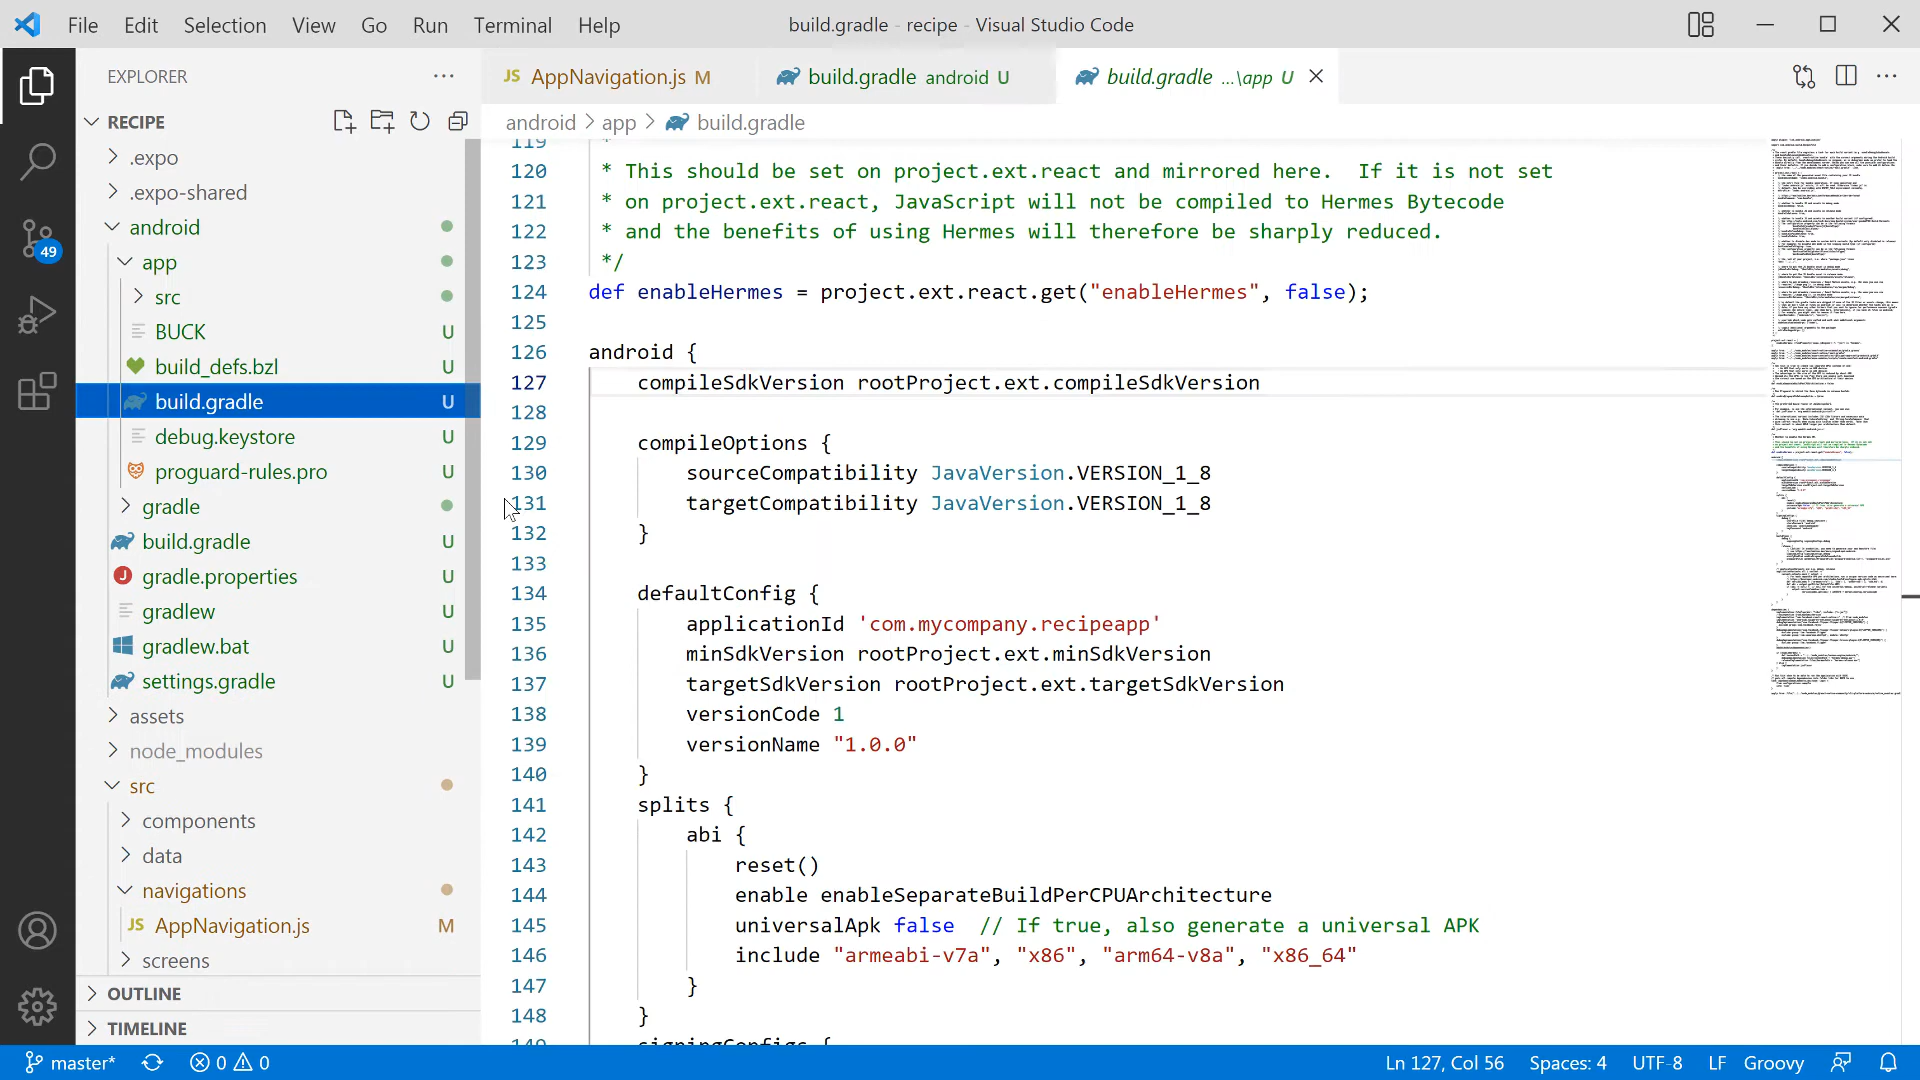 File Edit Selection View Go Run Terminal Help
build.gradle - recipe - Visual Studio Code
EXPLORER
RECIPE
.expo
.expo-shared
android
app
src
BUCK U
build_defs.bzl U
build.gradle U
debug.keystore U
proguard-rules.pro U
gradle
build.gradle U
gradle.properties U
gradlew U
gradlew.bat U
settings.gradle U
assets
node_modules
src
components
data
navigations
JS AppNavigation.js M
screens
OUTLINE
TIMELINE
49
JS AppNavigation.js M
build.gradle android U
build.gradle ...\app U
android > app > build.gradle
119 *
120 * This should be set on project.ext.react and mirrored here.  If it is not set
121 * on project.ext.react, JavaScript will not be compiled to Hermes Bytecode
122 * and the benefits of using Hermes will therefore be sharply reduced.
123 */
124 def enableHermes = project.ext.react.get("enableHermes", false);
125
126 android {
127 compileSdkVersion rootProject.ext.compileSdkVersion
128
129 compileOptions {
130 sourceCompatibility JavaVersion.VERSION_1_8
131 targetCompatibility JavaVersion.VERSION_1_8
132 }
133
134 defaultConfig {
135 applicationId 'com.mycompany.recipeapp'
136 minSdkVersion rootProject.ext.minSdkVersion
137 targetSdkVersion rootProject.ext.targetSdkVersion
138 versionCode 1
139 versionName "1.0.0"
140 }
141 splits {
142 abi {
143 reset()
144 enable enableSeparateBuildPerCPUArchitecture
145 universalApk false  // If true, also generate a universal APK
146 include "armeabi-v7a", "x86", "arm64-v8a", "x86_64"
147 }
148 }
149 signingConfigs {
master* 0 0
Ln 127, Col 56 Spaces: 4 UTF-8 LF Groovy